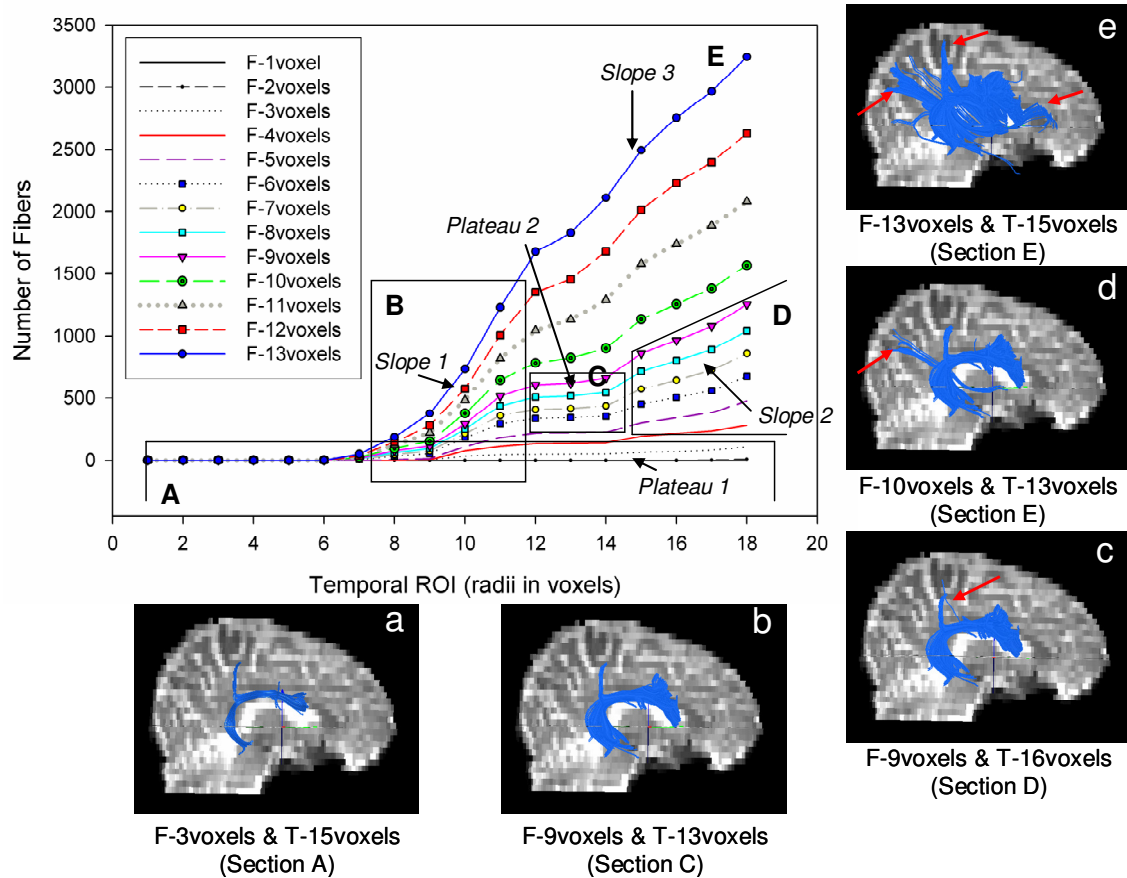 3500
3000
2500
2000
1500
1000
500
0
Number of Fibers
F-1voxel
F-2voxels
F-3voxels
F-4voxels
F-5voxels
F-6voxels
F-7voxels
F-8voxels
F-9voxels
F-10voxels
F-11voxels
F-12voxels
F-13voxels
E
Slope 3
Plateau 2
B
D
Slope 1
C
Slope 2
A
Plateau 1
0 2 4 6 8 10 12 14 16 18 20
Temporal ROI (radii in voxels)
e
F-13voxels & T-15voxels
(Section E)
d
F-10voxels & T-13voxels
(Section E)
c
F-9voxels & T-16voxels
(Section D)
a
F-3voxels & T-15voxels
(Section A)
b
F-9voxels & T-13voxels
(Section C)